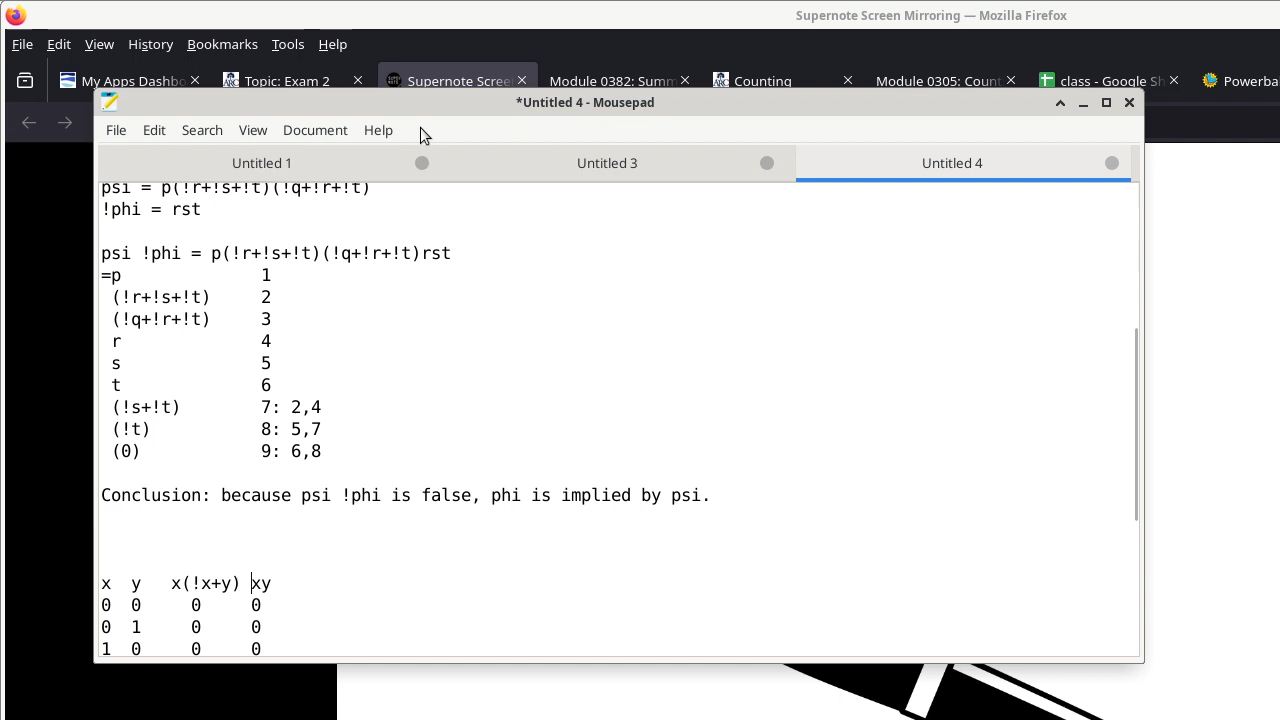 Supernote Screen Mirroring — Mozilla Firefox
File Edit View History Bookmarks Tools Help
My Apps Dashbo Topic: Exam 2 Supernote Scree Module 0382: Summ Counting Module 0305: Count class - Google Sh Powerba
*Untitled 4 - Mousepad
File Edit Search View Document Help
Untitled 1 Untitled 3 Untitled 4
psi = p(!r+!s+!t)(!q+!r+!t)
!phi = rst
psi !phi = p(!r+!s+!t)(!q+!r+!t)rst
=p 1
(!r+!s+!t) 2
(!q+!r+!t) 3
r 4
s 5
t 6
(!s+!t) 7: 2,4
(!t) 8: 5,7
(0) 9: 6,8
Conclusion: because psi !phi is false, phi is implied by psi.
x y x(!x+y) xy
0 0 0 0
0 1 0 0
1 0 0 0